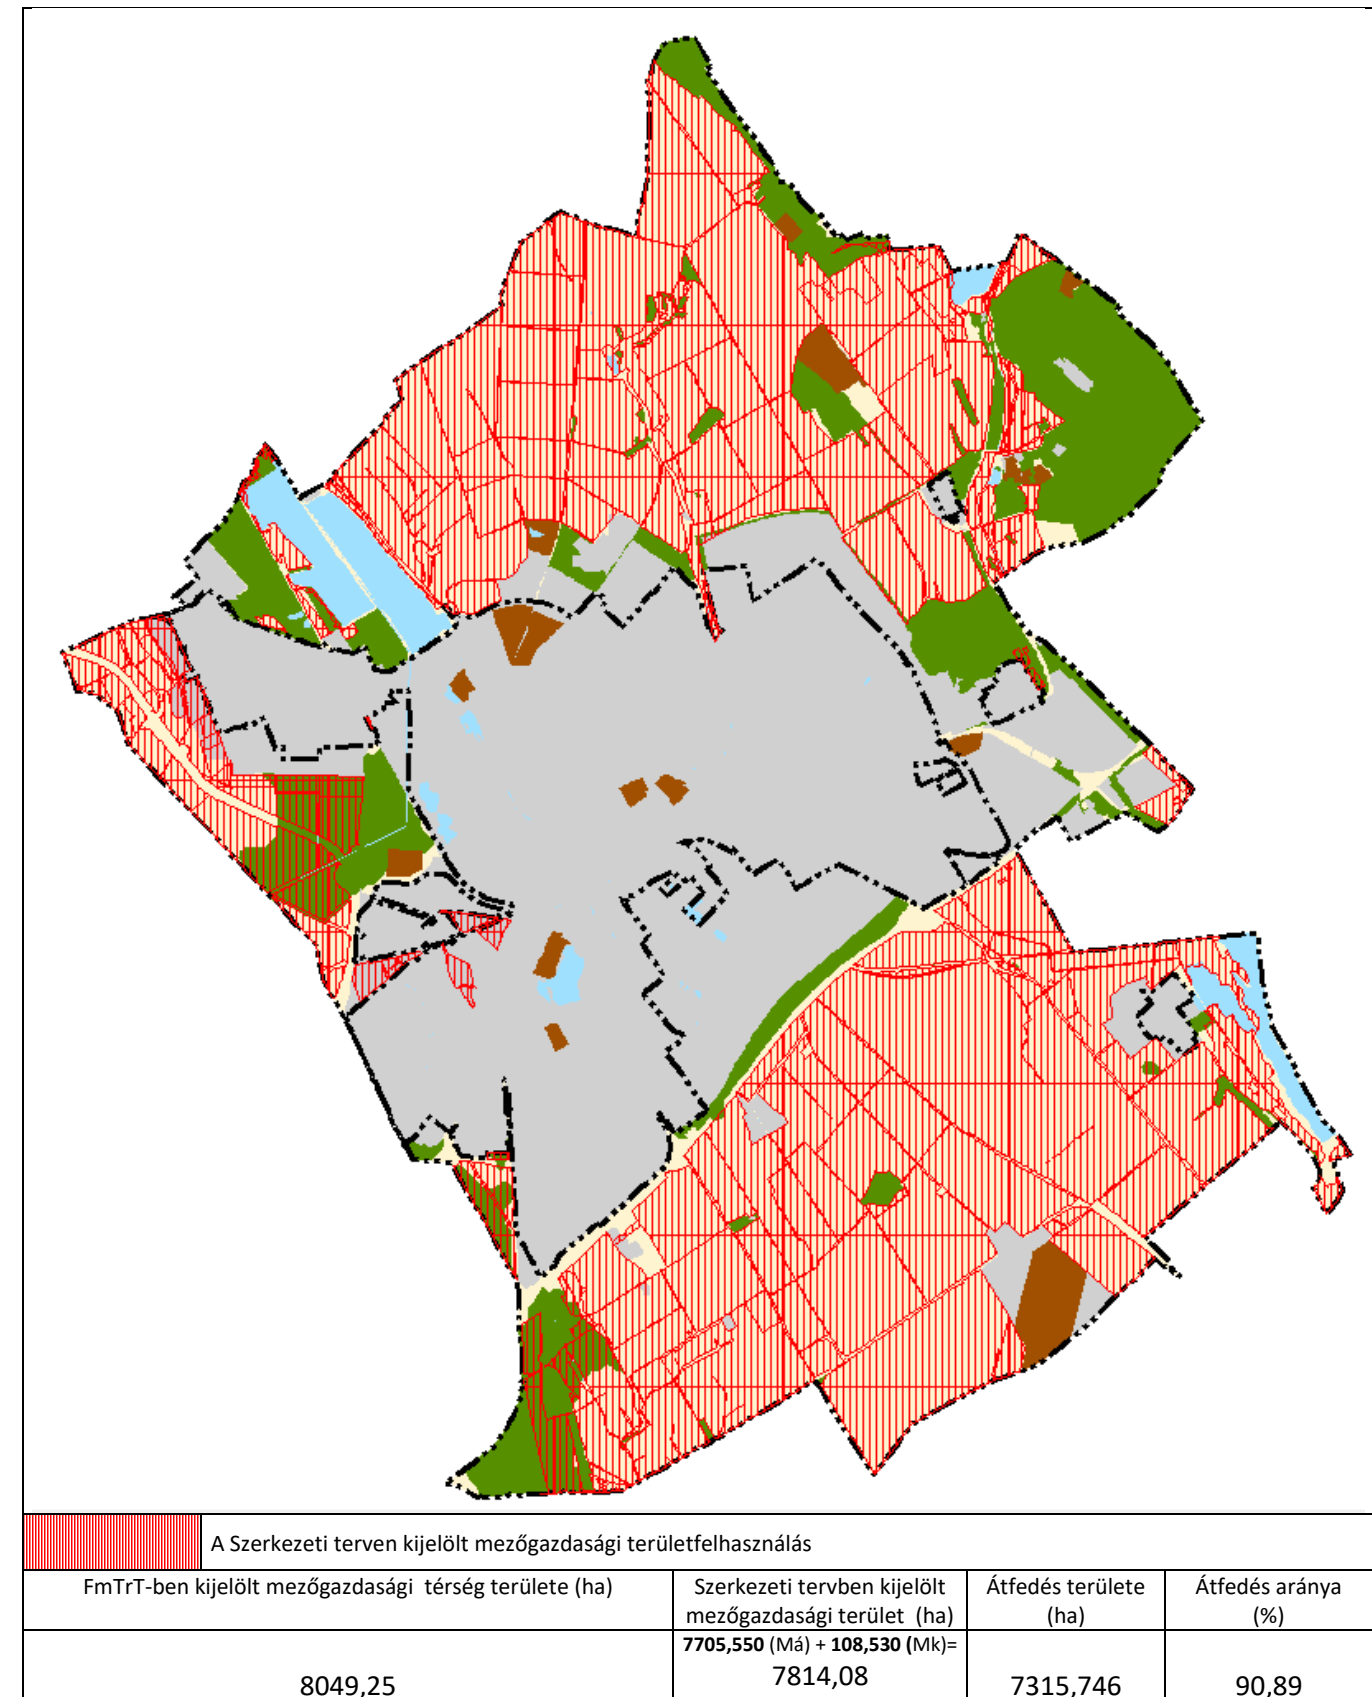 A Szerkezeti terven kijelölt mezőgazdasági területfelhasználás
FmTrT-ben kijelölt mezőgazdasági térség területe (ha)
Szerkezeti tervben kijelölt
mezőgazdasági terület (ha)
Átfedés területe
(ha)
Átfedés aránya
(%)
8049,25
7705,550 (Má) + 108,530 (Mk)=
7814,08
7315,746
90,89